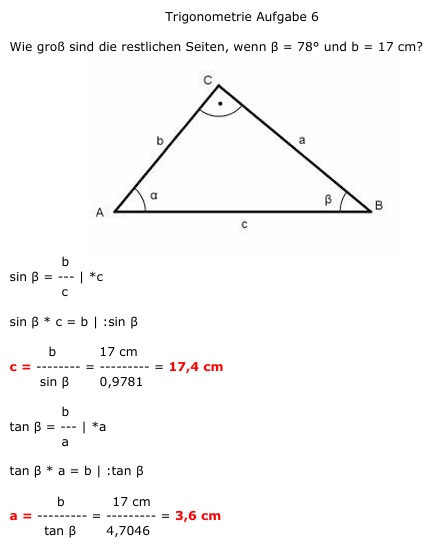 Trigonometrie Aufgabe 6
Wie groß sind die restlichen Seiten, wenn β = 78° und b = 17 cm?
C
b
a
α
β
A
B
c
b
sin β = --- | *c
c
sin β * c = b | :sin β
b 17 cm
c = -------- = --------- = 17,4 cm
sin β 0,9781
b
tan β = --- | *a
a
tan β * a = b | :tan β
b 17 cm
a = --------- = --------- = 3,6 cm
tan β 4,7046